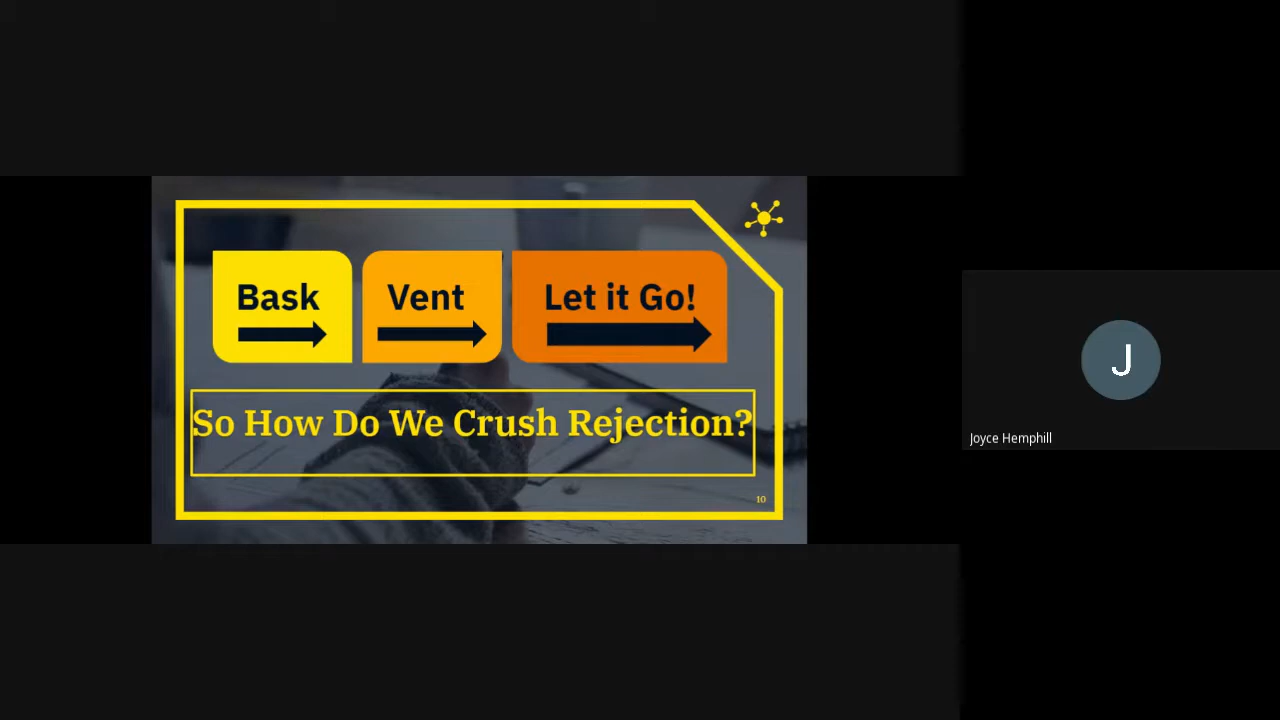 Bask
Vent
Let it Go!
So How Do We Crush Rejection?
10
J
Joyce Hemphill